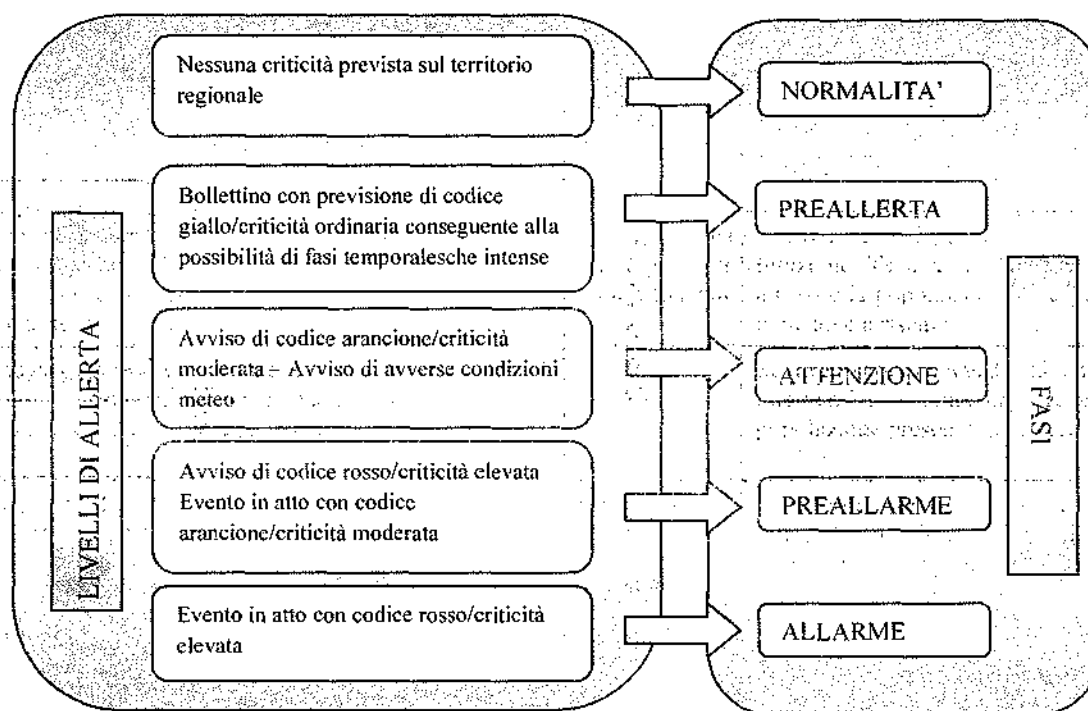 Nessuna criticità prevista sul territorio
regionale
NORMALITA'
Bollettino con previsione di codice
giallo/criticità ordinaria conseguente alla
possibilità di fasi temporalesche intense
PREALLERTA
Avviso di codice arancione/criticità
moderata – Avviso di avverse condizioni
meteo
ATTENZIONE
Avviso di codice rosso/criticità elevata
Evento in atto con codice
arancione/criticità moderata
PREALLARME
Evento in atto con codice rosso/criticità
elevata
ALLARME
LIVELLI DI ALLERTA
FASI